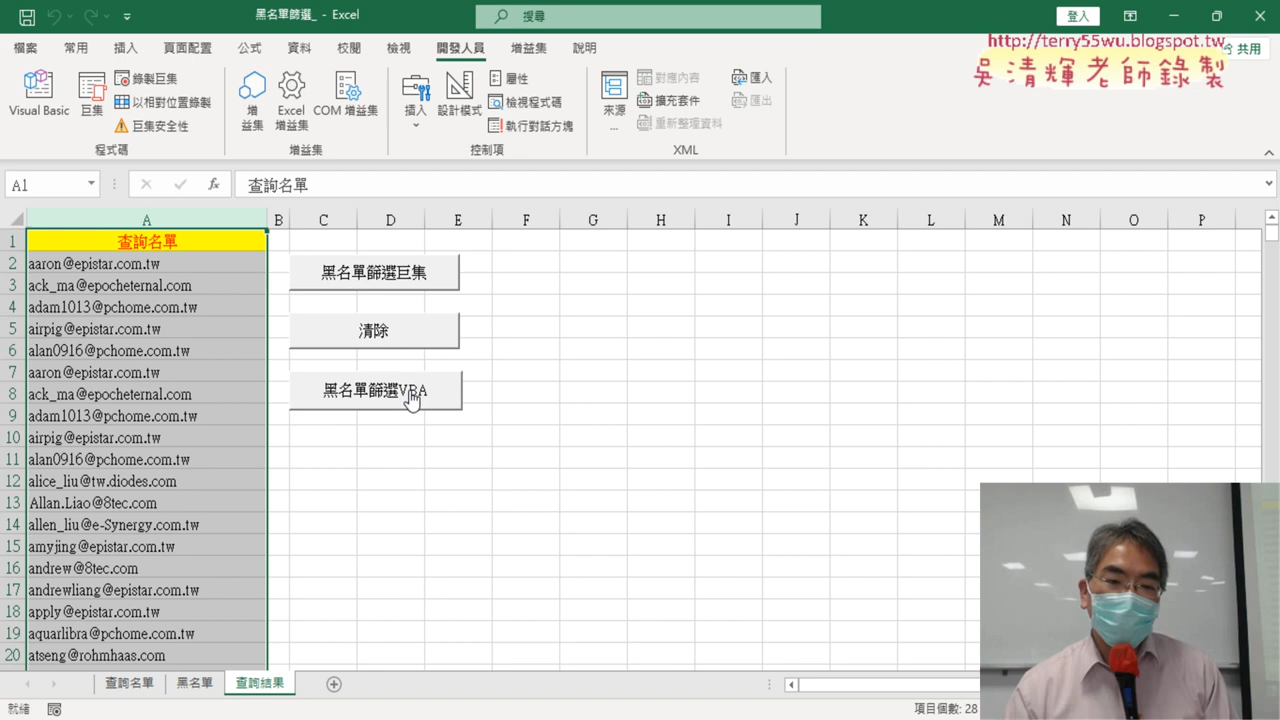 黑名單篩選_ - Excel
搜尋
登入
檔案 常用 插入 頁面配置 公式 資料 校閱 檢視 開發人員 增益集 說明
共用
http://terry55wu.blogspot.tw
吳清輝老師錄製
Visual Basic
巨集
錄製巨集
以相對位置錄製
巨集安全性
程式碼
增益集
Excel 增益集
COM 增益集
增益集
插入
設計模式
屬性
檢視程式碼
執行對話方塊
控制項
來源
...
對應內容
擴充套件
重新整理資料
匯入
匯出
XML
A1
fx
查詢名單
A B C D E F G H I J K L M N O P
1 查詢名單
2 aaron@epistar.com.tw
3 ack_ma@epocheternal.com
4 adam1013@pchome.com.tw
5 airpig@epistar.com.tw
6 alan0916@pchome.com.tw
7 aaron@epistar.com.tw
8 ack_ma@epocheternal.com
9 adam1013@pchome.com.tw
10 airpig@epistar.com.tw
11 alan0916@pchome.com.tw
12 alice_liu@tw.diodes.com
13 Allan.Liao@8tec.com
14 allen_liu@e-Synergy.com.tw
15 amyjing@epistar.com.tw
16 andrew@8tec.com
17 andrewliang@epistar.com.tw
18 apply@epistar.com.tw
19 aquarlibra@pchome.com.tw
20 atseng@rohmhaas.com
黑名單篩選巨集
清除
黑名單篩選VBA
查詢名單 黑名單 查詢結果
就緒
項目個數: 28